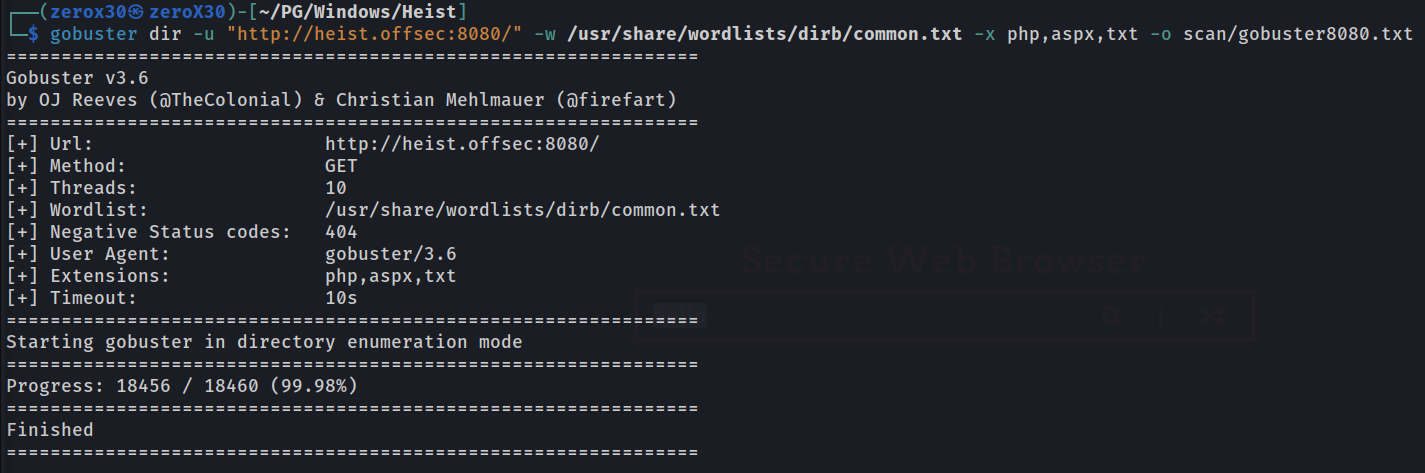 ┌──(zerox30㉿ zeroX30)-[~/PG/Windows/Heist]
└─$ gobuster dir -u "http://heist.offsec:8080/" -w /usr/share/wordlists/dirb/common.txt -x php,aspx,txt -o scan/gobuster8080.txt
===============================================================
Gobuster v3.6
by OJ Reeves (@TheColonial) & Christian Mehlmauer (@firefart)
===============================================================
[+] Url:                     http://heist.offsec:8080/
[+] Method:                  GET
[+] Threads:                 10
[+] Wordlist:                /usr/share/wordlists/dirb/common.txt
[+] Negative Status codes:   404
[+] User Agent:              gobuster/3.6
Secure Web Browser
[+] Extensions:              php,aspx,txt
[+] Timeout:                 10s
===============================================================
Starting gobuster in directory enumeration mode
===============================================================
Progress: 18456 / 18460 (99.98%)
===============================================================
Finished
===============================================================